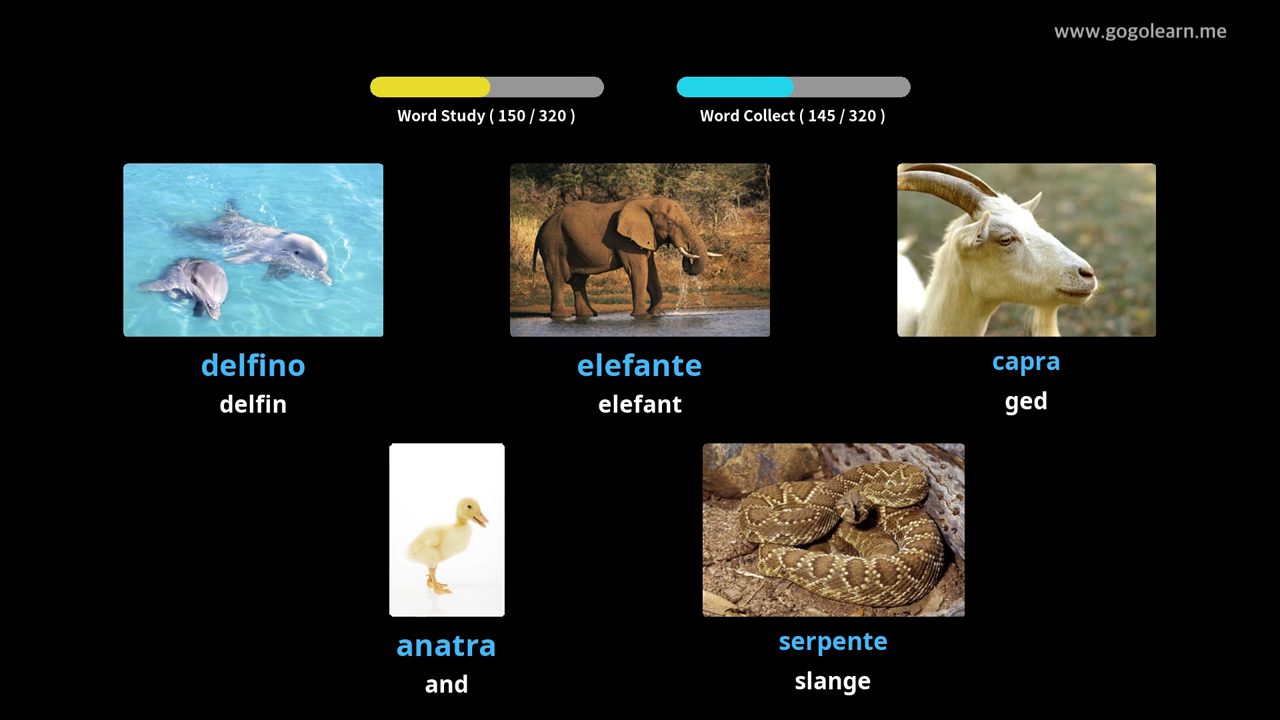 www.gogolearn.me
Word Study ( 150 / 320 )
Word Collect ( 145 / 320 )
delfino
delfin
elefante
elefant
capra
ged
anatra
and
serpente
slange